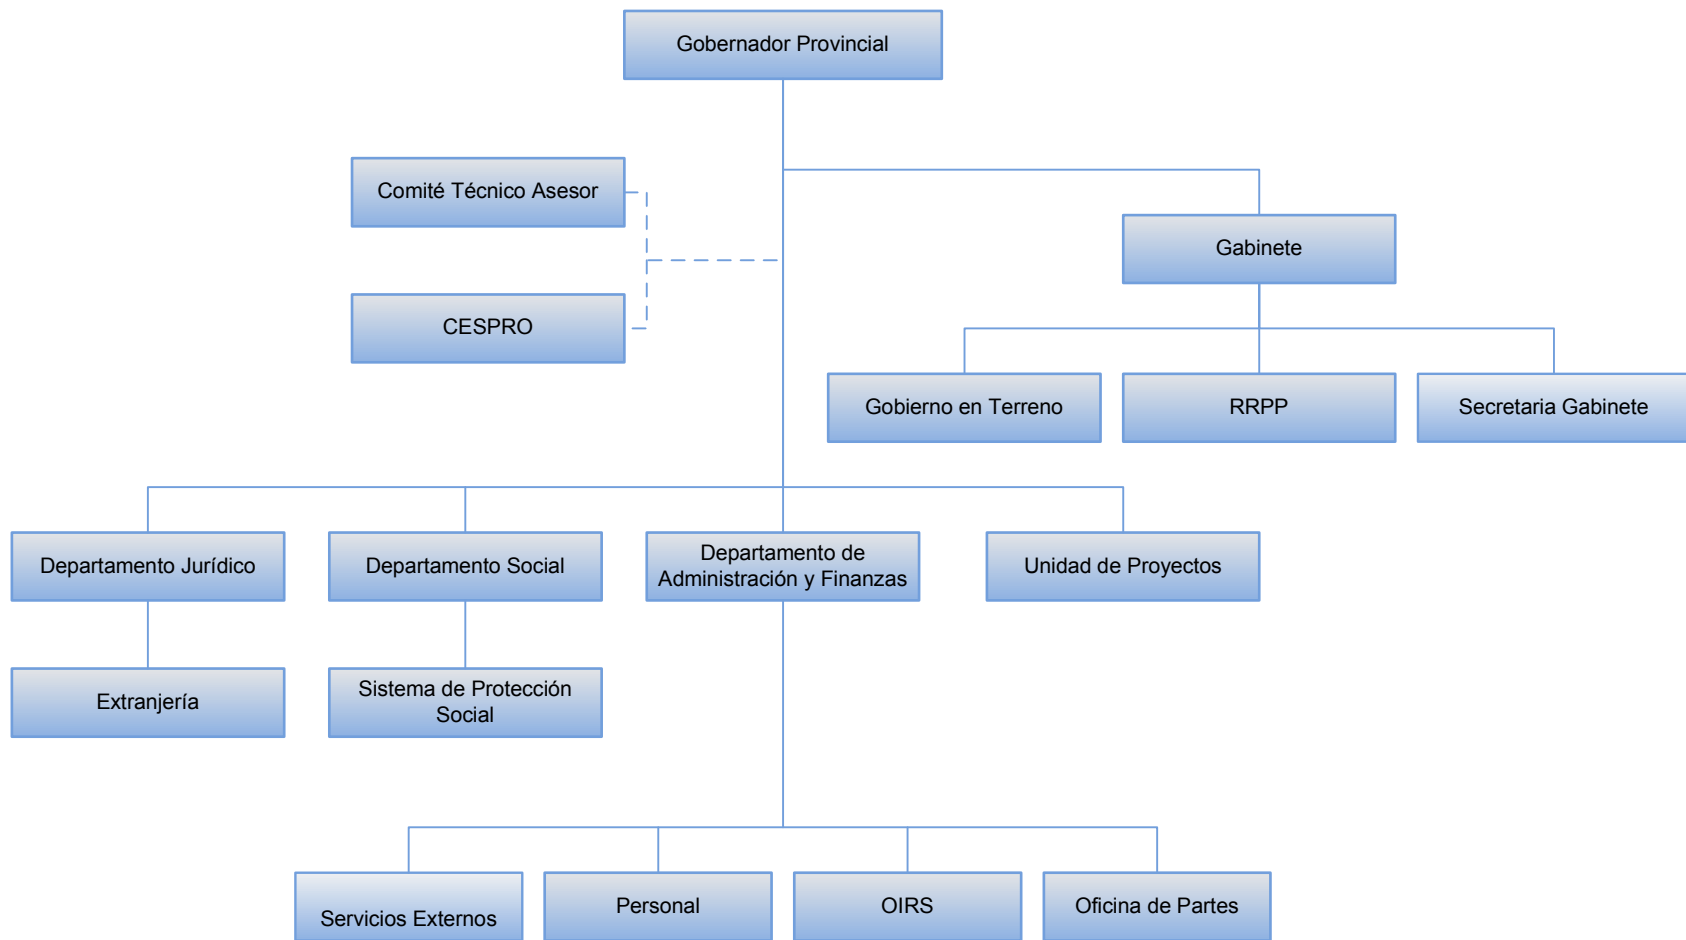 Gobernador Provincial
Comité Técnico Asesor
Gabinete
CESPRO
Gobierno en Terreno
RRPP
Secretaria Gabinete
Departamento Jurídico
Departamento Social
Departamento de
Administración y Finanzas
Unidad de Proyectos
Extranjería
Sistema de Protección
Social
Servicios Externos
Personal
OIRS
Oficina de Partes